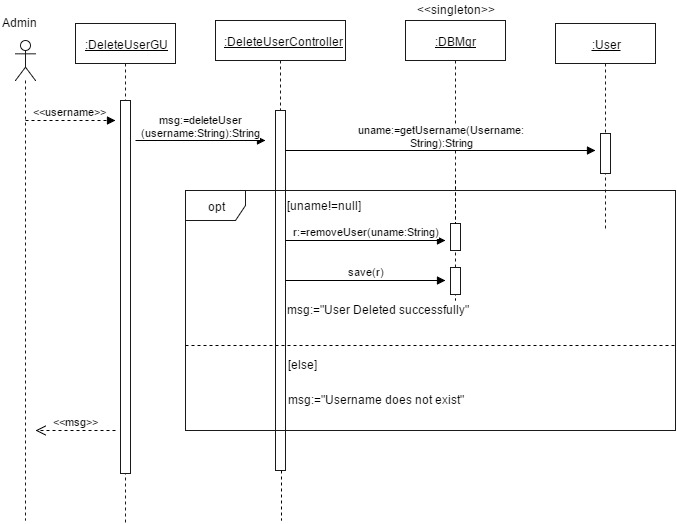 <<singleton>>
Admin
:DeleteUserGU
:DeleteUserController
:DBMgr
:User
<<username>>
msg:=deleteUser
(username:String):String
uname:=getUsername(Username:
String):String
opt
[uname!=null]
r:=removeUser(uname:String)
save(r)
msg:="User Deleted successfully"
[else]
msg:="Username does not exist"
<<msg>>